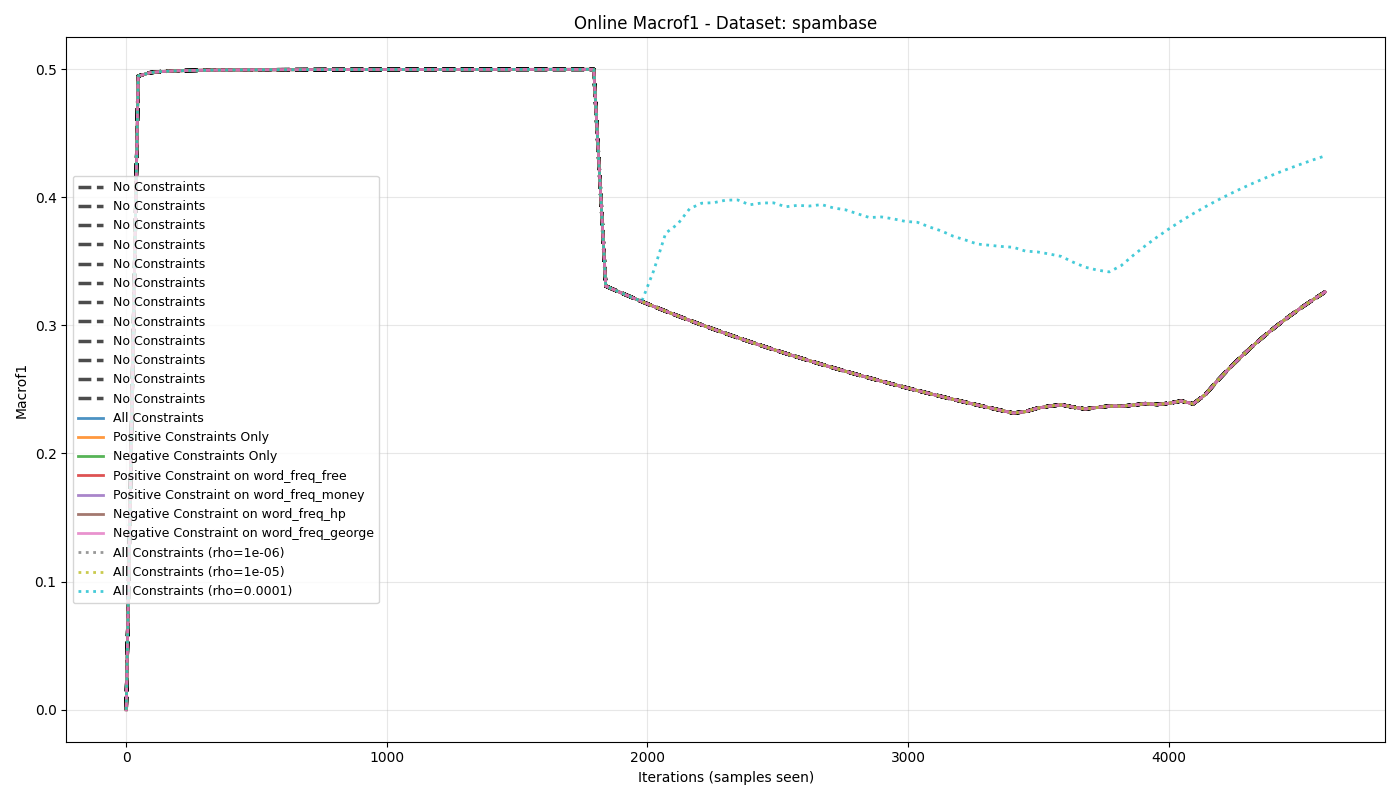 Online Macrof1 - Dataset: spambase
0.5
0.4
0.3
0.2
0.1
0.0
Macrof1
No Constraints
No Constraints
No Constraints
No Constraints
No Constraints
No Constraints
No Constraints
No Constraints
No Constraints
No Constraints
No Constraints
No Constraints
All Constraints
Positive Constraints Only
Negative Constraints Only
Positive Constraint on word_freq_free
Positive Constraint on word_freq_money
Negative Constraint on word_freq_hp
Negative Constraint on word_freq_george
All Constraints (rho=1e-06)
All Constraints (rho=1e-05)
All Constraints (rho=0.0001)
0 1000 2000 3000 4000
Iterations (samples seen)